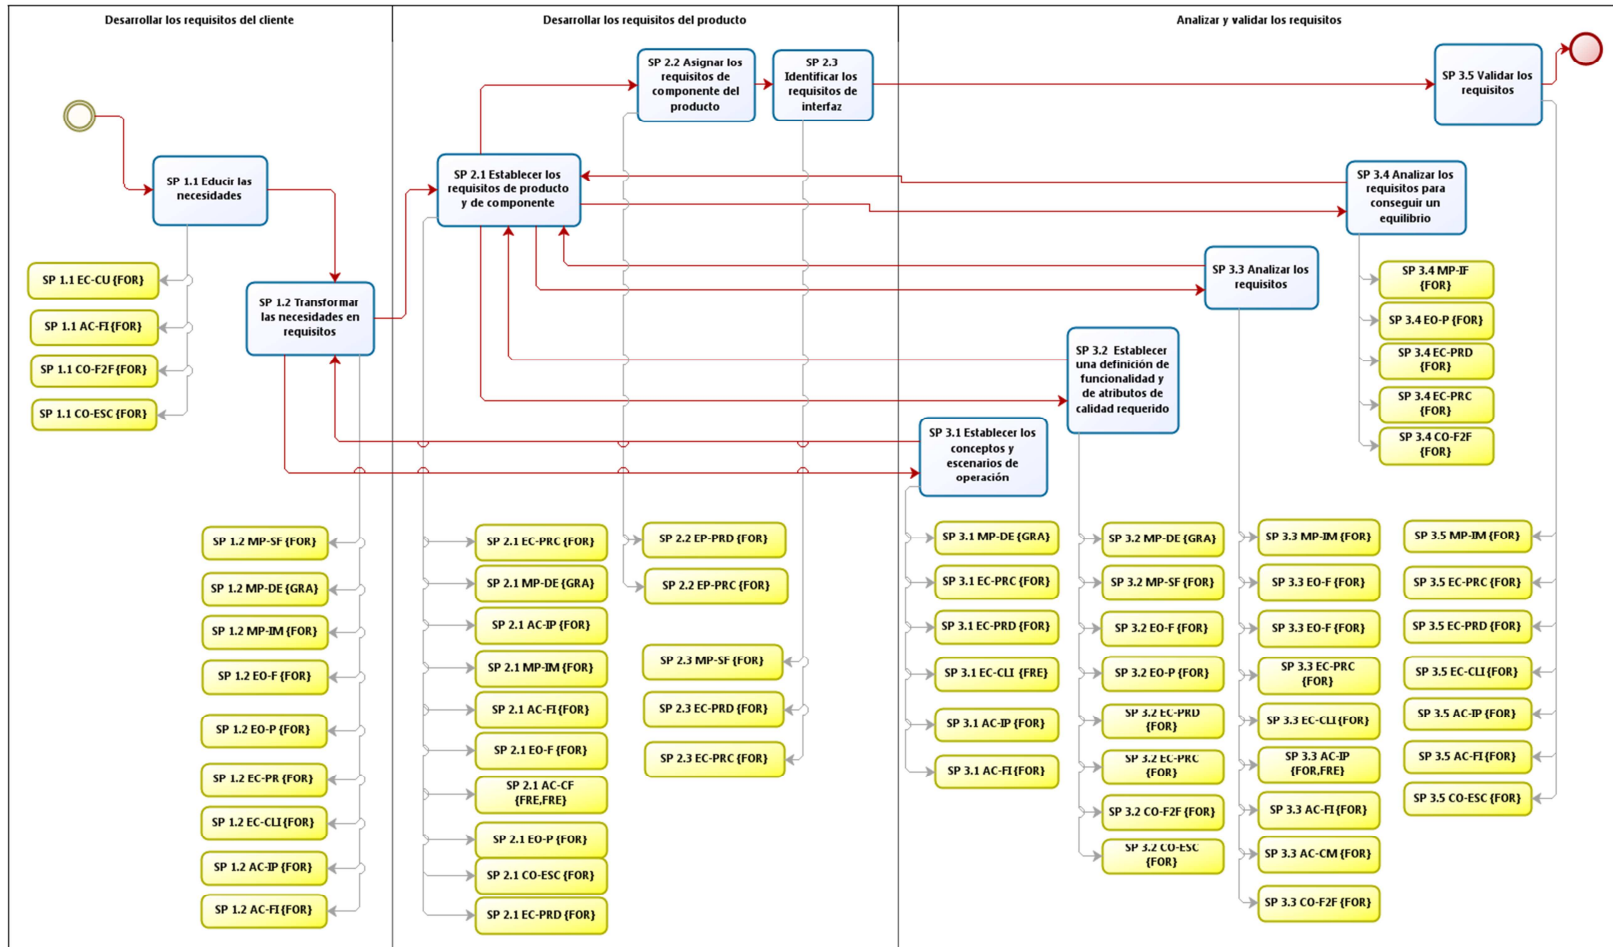 Desarrollar los requisitos del cliente
Desarrollar los requisitos del producto
Analizar y validar los requisitos
SP 1.1 Educir las
necesidades
SP 1.1 EC-CU {FOR}
SP 1.1 AC-FI {FOR}
SP 1.1 CO-F2F {FOR}
SP 1.1 CO-ESC {FOR}
SP 1.2 Transformar
las necesidades en
requisitos
SP 1.2 MP-SF {FOR}
SP 1.2 MP-DE {GRA}
SP 1.2 MP-IM {FOR}
SP 1.2 EO-F {FOR}
SP 1.2 EO-P {FOR}
SP 1.2 EC-PR {FOR}
SP 1.2 EC-CLI {FOR}
SP 1.2 AC-IP {FOR}
SP 1.2 AC-FI {FOR}
SP 2.2 Asignar los
requisitos de
componente del
producto
SP 2.3
Identificar los
requisitos de
interfaz
SP 2.1 Establecer los
requisitos de producto
y de componente
SP 2.1 EC-PRC {FOR}
SP 2.1 MP-DE {GRA}
SP 2.1 AC-IP {FOR}
SP 2.1 MP-IM {FOR}
SP 2.1 AC-FI {FOR}
SP 2.1 EO-F {FOR}
SP 2.1 AC-CF
{FRE,FRE}
SP 2.1 EO-P {FOR}
SP 2.1 CO-ESC {FOR}
SP 2.1 EC-PRD {FOR}
SP 2.2 EP-PRD {FOR}
SP 2.2 EP-PRC {FOR}
SP 2.3 MP-SF {FOR}
SP 2.3 EC-PRD {FOR}
SP 2.3 EC-PRC {FOR}
SP 3.5 Validar los
requisitos
SP 3.4 Analizar los
requisitos para
conseguir un
equilibrio
SP 3.4 MP-IF
{FOR}
SP 3.4 EO-P {FOR}
SP 3.4 EC-PRD
{FOR}
SP 3.4 EC-PRC
{FOR}
SP 3.4 CO-F2F
{FOR}
SP 3.3 Analizar los
requisitos
SP 3.2 Establecer
una definición de
funcionalidad y
de atributos de
calidad requerido
SP 3.1 Establecer los
conceptos y
escenarios de
operación
SP 3.1 MP-DE {GRA}
SP 3.1 EC-PRC {FOR}
SP 3.1 EC-PRD {FOR}
SP 3.1 EC-CLI {FRE}
SP 3.1 AC-IP {FOR}
SP 3.1 AC-FI {FOR}
SP 3.2 MP-DE {GRA}
SP 3.2 MP-SF {FOR}
SP 3.2 EO-F {FOR}
SP 3.2 EO-P {FOR}
SP 3.2 EC-PRD
{FOR}
SP 3.2 EC-PRC
{FOR}
SP 3.2 CO-F2F {FOR}
SP 3.2 CO-ESC
{FOR}
SP 3.3 MP-IM {FOR}
SP 3.3 EO-F {FOR}
SP 3.3 EO-F {FOR}
SP 3.3 EC-PRC
{FOR}
SP 3.3 EC-CLI {FOR}
SP 3.3 AC-IP
{FOR,FRE}
SP 3.3 AC-FI {FOR}
SP 3.3 AC-CM {FOR}
SP 3.3 CO-F2F {FOR}
SP 3.5 MP-IM {FOR}
SP 3.5 EC-PRC {FOR}
SP 3.5 EC-PRD {FOR}
SP 3.5 EC-CLI {FOR}
SP 3.5 AC-IP {FOR}
SP 3.5 AC-FI {FOR}
SP 3.5 CO-ESC {FOR}